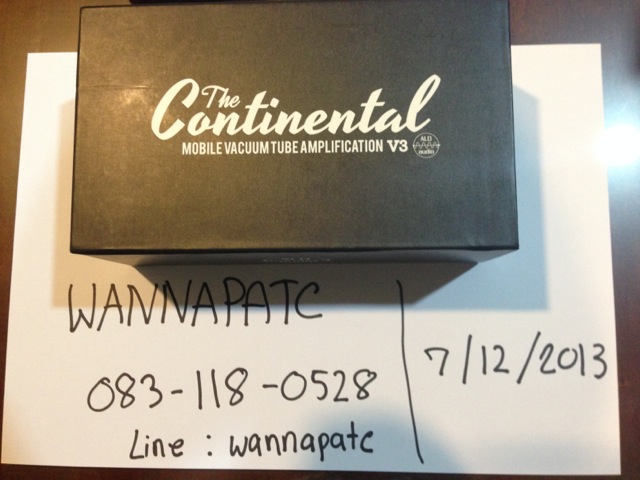 The
Continental
MOBILE VACUUM TUBE AMPLIFICATION V3
ALO
audio
WANNAPATC
083-118-0528
Line : wannapatc
7/12/2013